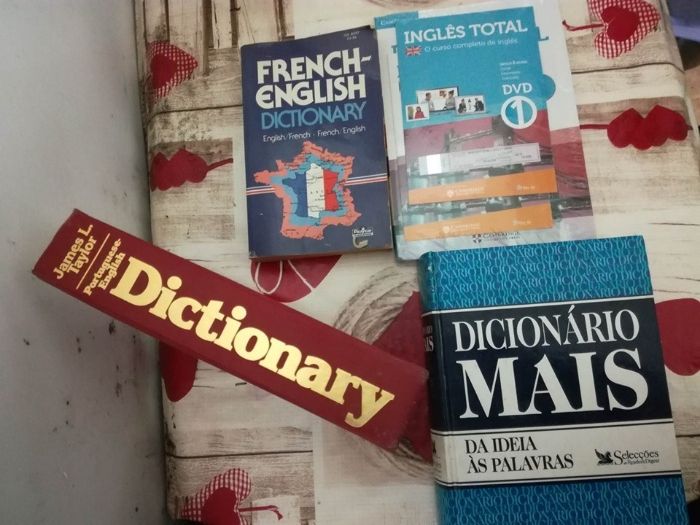 FRENCH-
ENGLISH
DICTIONARY
English/French · French/English
INGLÊS TOTAL
O curso completo de inglês
DVD
1
James L.
Taylor
Portuguese-
English
Dictionary
DICIONÁRIO
MAIS
DA IDEIA
ÀS PALAVRAS
Selecções